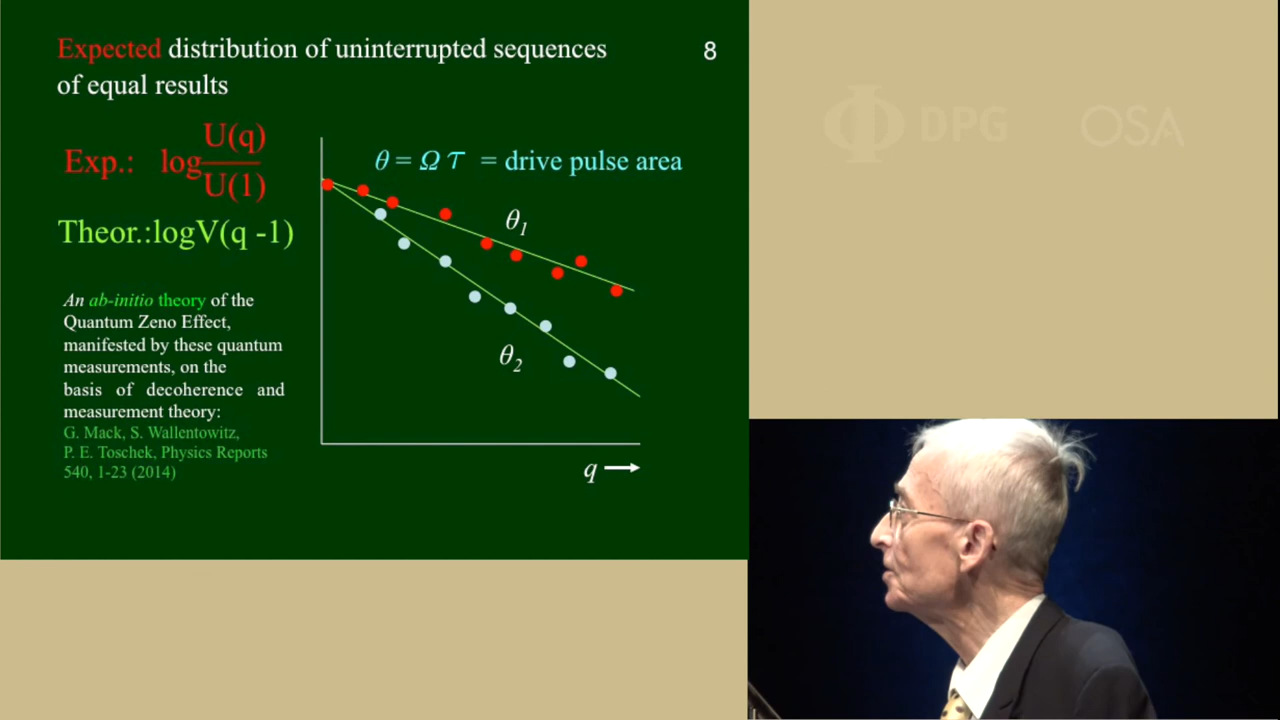 Expected distribution of uninterrupted sequences
of equal results
8
Exp.: log U(q)
U(1)
Theor.:logV(q -1)
θ = Ω τ = drive pulse area
θ1
θ2
q
An ab-initio theory of the
Quantum Zeno Effect,
manifested by these quantum
measurements, on the
basis of decoherence and
measurement theory:
G. Mack, S. Wallentowitz,
P. E. Toschek, Physics Reports
540, 1-23 (2014)
DPG
OSA